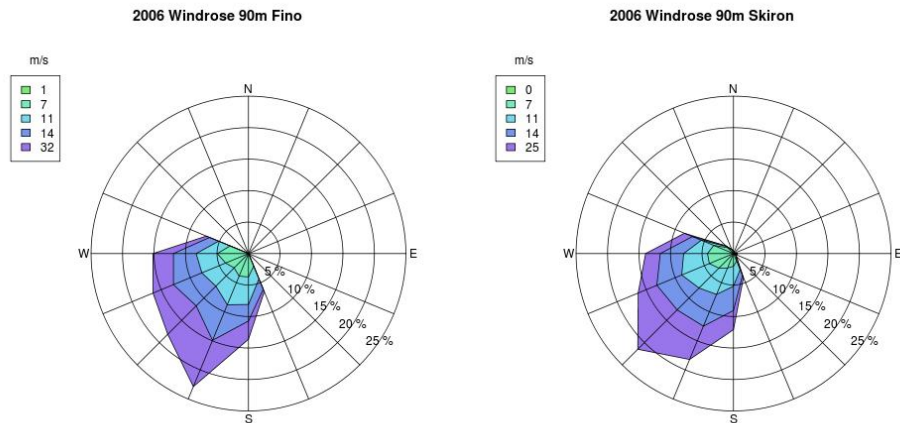 2006 Windrose 90m Fino
m/s
1
7
11
14
32
N
W
E
S
5 %
10 %
15 %
20 %
25 %
2006 Windrose 90m Skiron
m/s
0
7
11
14
25
N
W
E
S
5 %
10 %
15 %
20 %
25 %